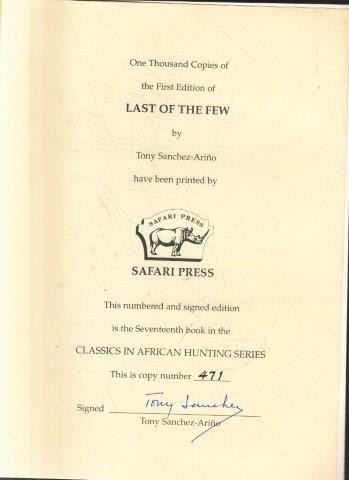 One Thousand Copies of
the First Edition of
LAST OF THE FEW
by
Tony Sanchez-Ariño
have been printed by
SAFARI PRESS
SAFARI PRESS
This numbered and signed edition
is the Seventeenth book in the
CLASSICS IN AFRICAN HUNTING SERIES
This is copy number 471
Signed Tony Sanchez
Tony Sanchez-Ariño